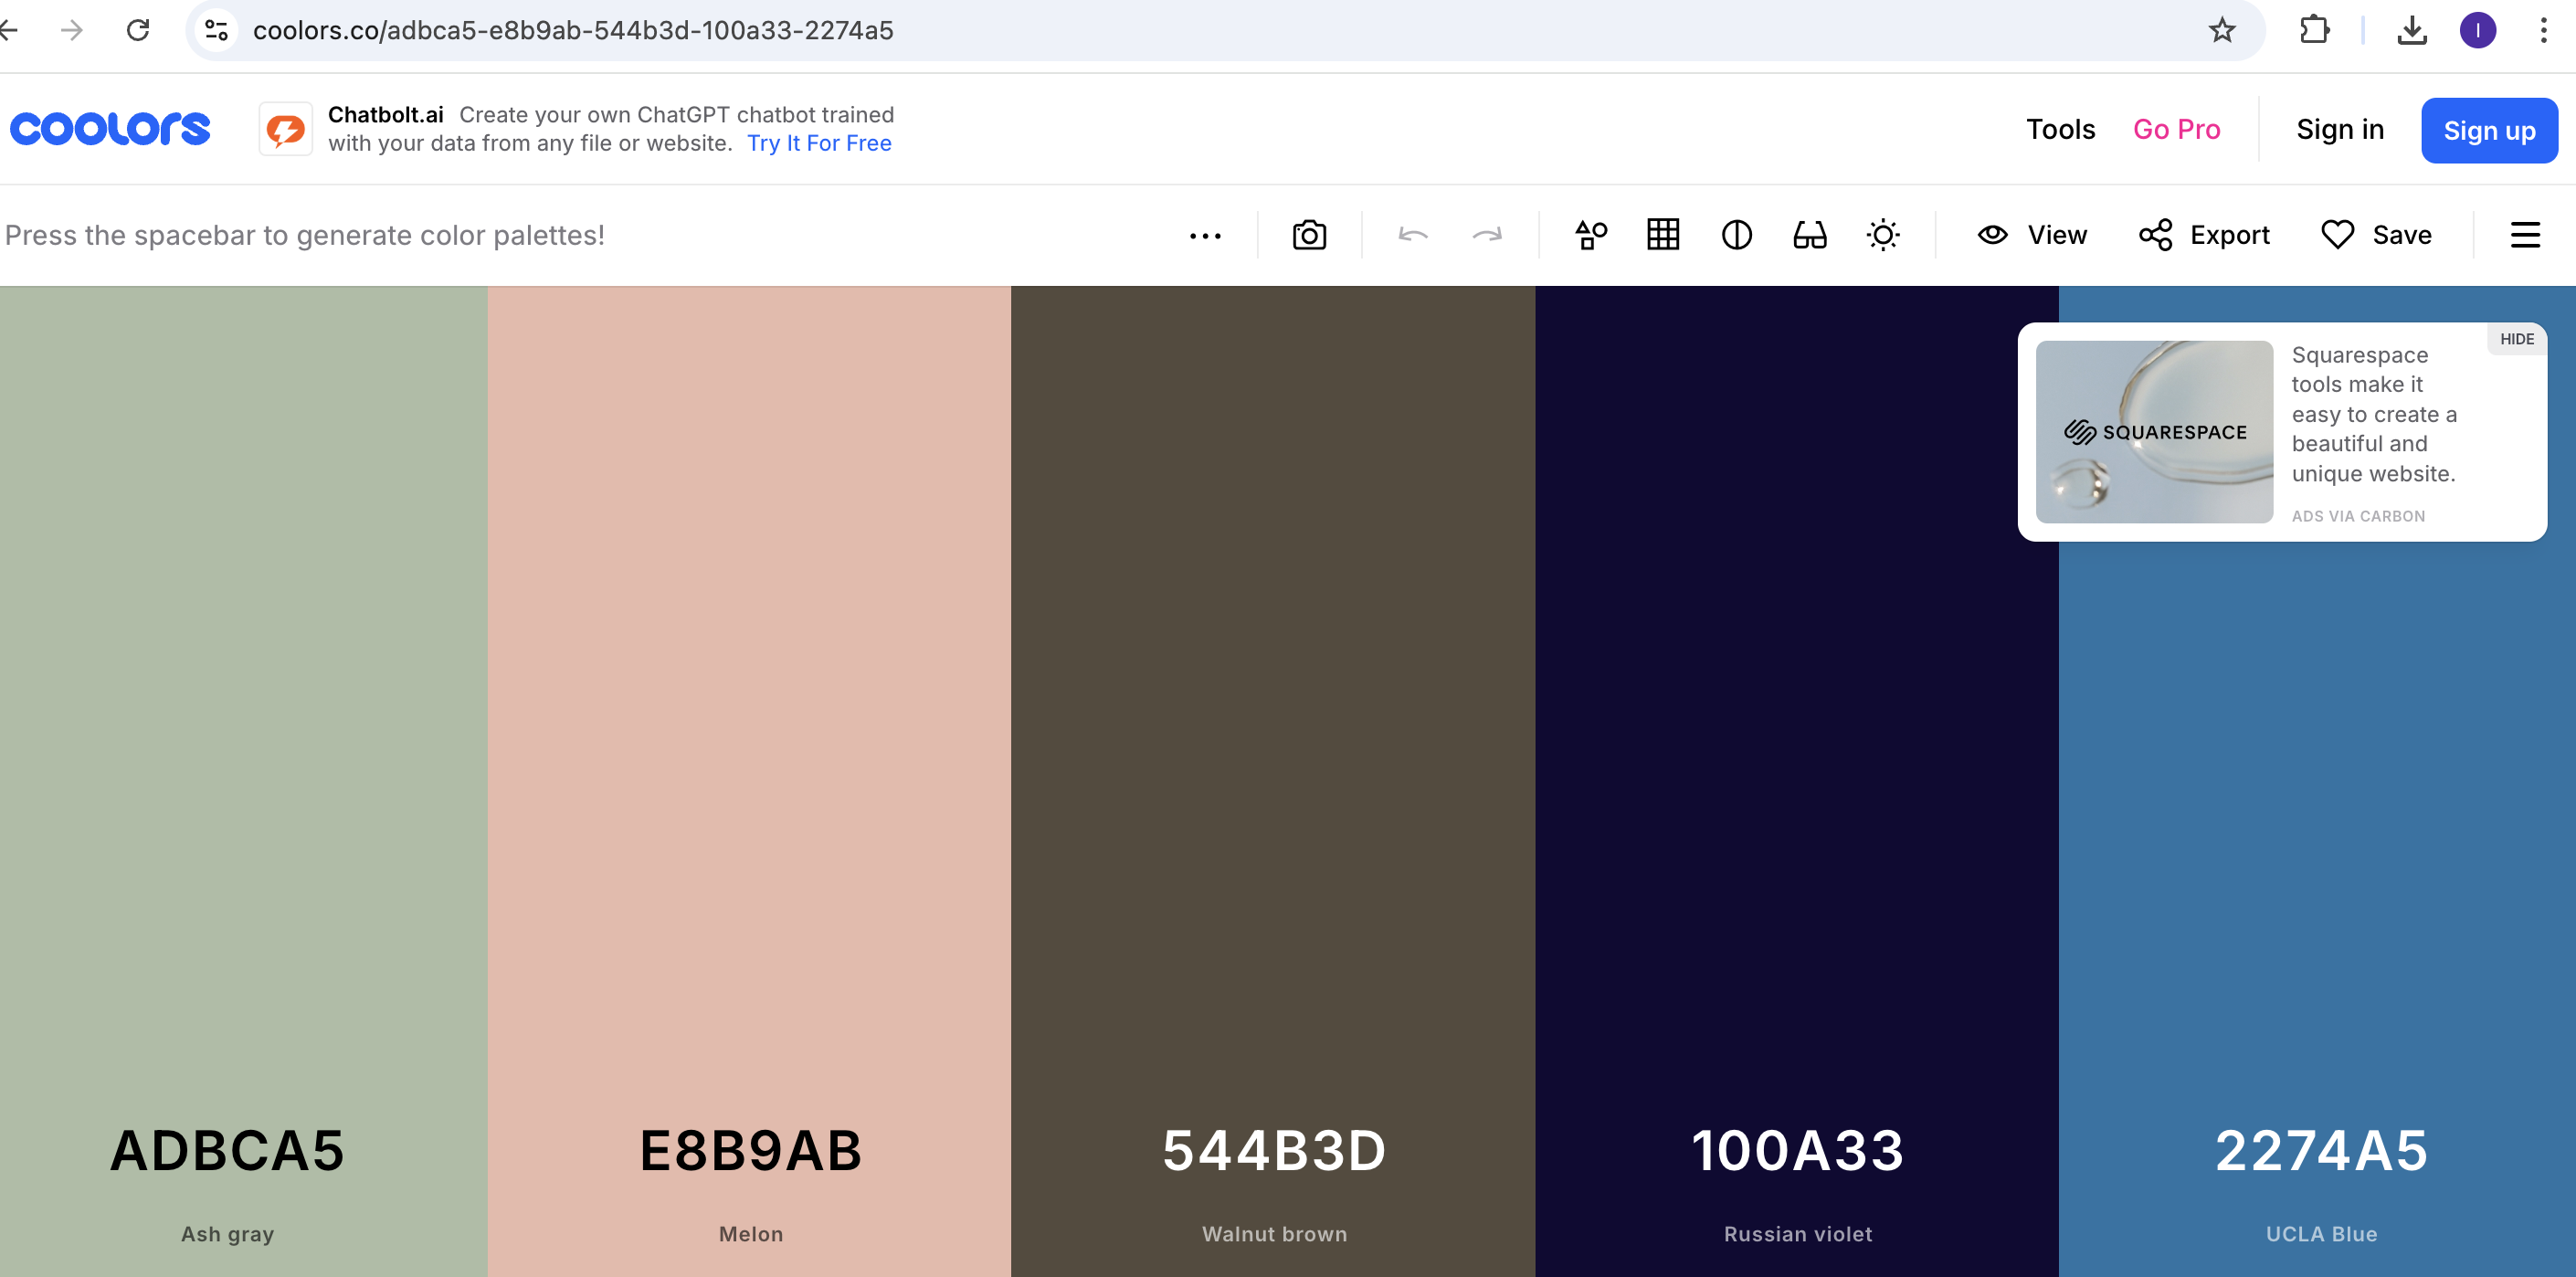 coolors.co/adbca5-e8b9ab-544b3d-100a33-2274a5
I
coolors
Chatbolt.ai Create your own ChatGPT chatbot trained
with your data from any file or website. Try It For Free
Tools
Go Pro
Sign in
Sign up
Press the spacebar to generate color palettes!
View
Export
Save
HIDE
SQUARESPACE
Squarespace
tools make it
easy to create a
beautiful and
unique website.
ADS VIA CARBON
ADBCA5
Ash gray
E8B9AB
Melon
544B3D
Walnut brown
100A33
Russian violet
2274A5
UCLA Blue